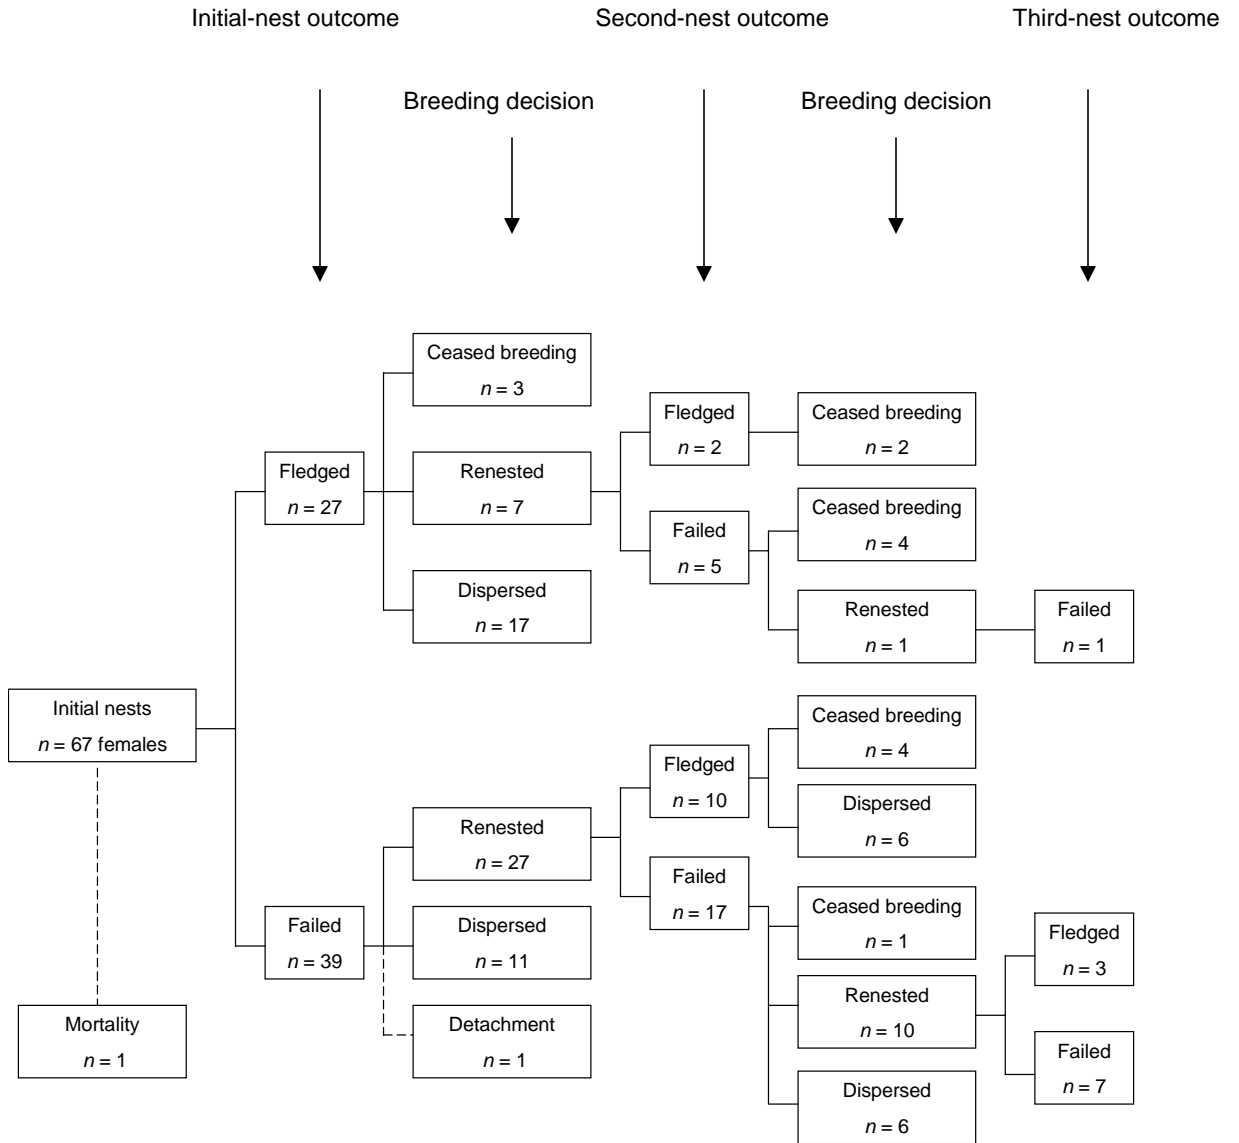 Initial-nest outcome
Second-nest outcome
Third-nest outcome
Breeding decision
Breeding decision
Ceased breeding
n = 3
Fledged
n = 27
Renested
n = 7
Dispersed
n = 17
Fledged
n = 2
Ceased breeding
n = 2
Failed
n = 5
Ceased breeding
n = 4
Renested
n = 1
Failed
n = 1
Initial nests
n = 67 females
Mortality
n = 1
Failed
n = 39
Renested
n = 27
Dispersed
n = 11
Detachment
n = 1
Fledged
n = 10
Ceased breeding
n = 4
Dispersed
n = 6
Failed
n = 17
Ceased breeding
n = 1
Renested
n = 10
Dispersed
n = 6
Fledged
n = 3
Failed
n = 7